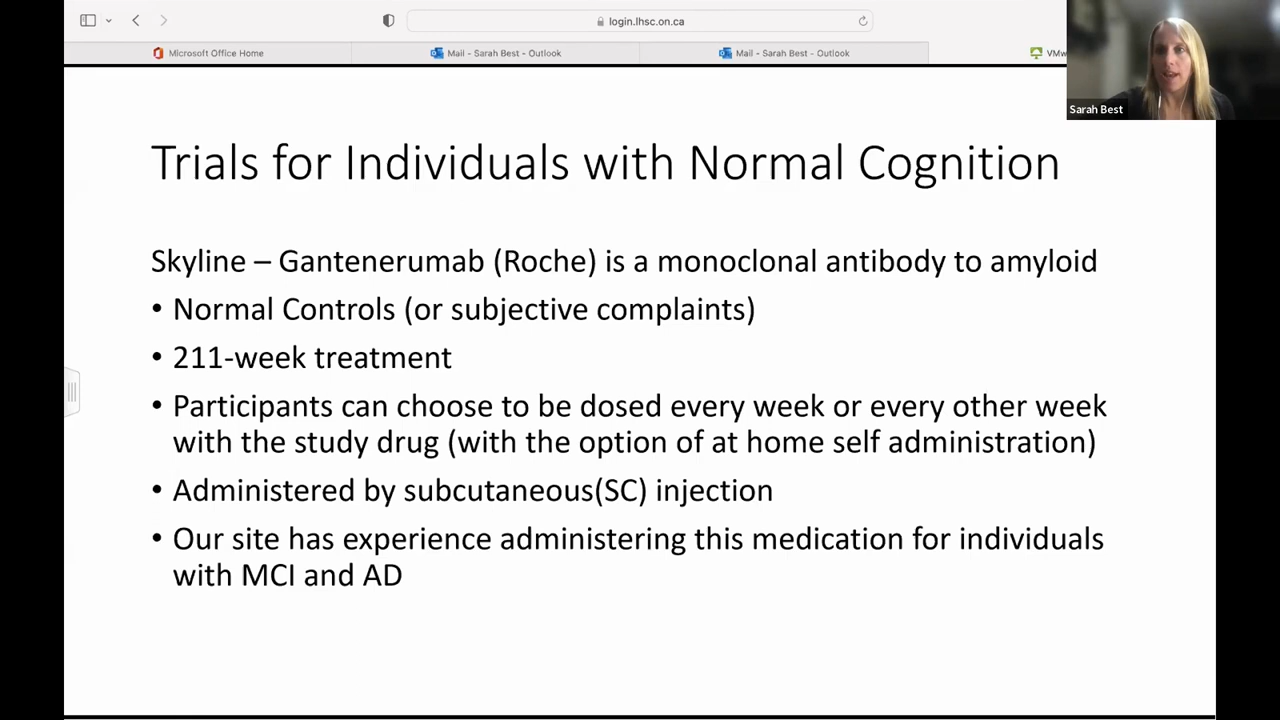 login.lhsc.on.ca
Microsoft Office Home
Mail - Sarah Best - Outlook
Mail - Sarah Best - Outlook
Sarah Best
Trials for Individuals with Normal Cognition
Skyline – Gantenerumab (Roche) is a monoclonal antibody to amyloid
• Normal Controls (or subjective complaints)
• 211-week treatment
• Participants can choose to be dosed every week or every other week
with the study drug (with the option of at home self administration)
• Administered by subcutaneous(SC) injection
• Our site has experience administering this medication for individuals
with MCI and AD